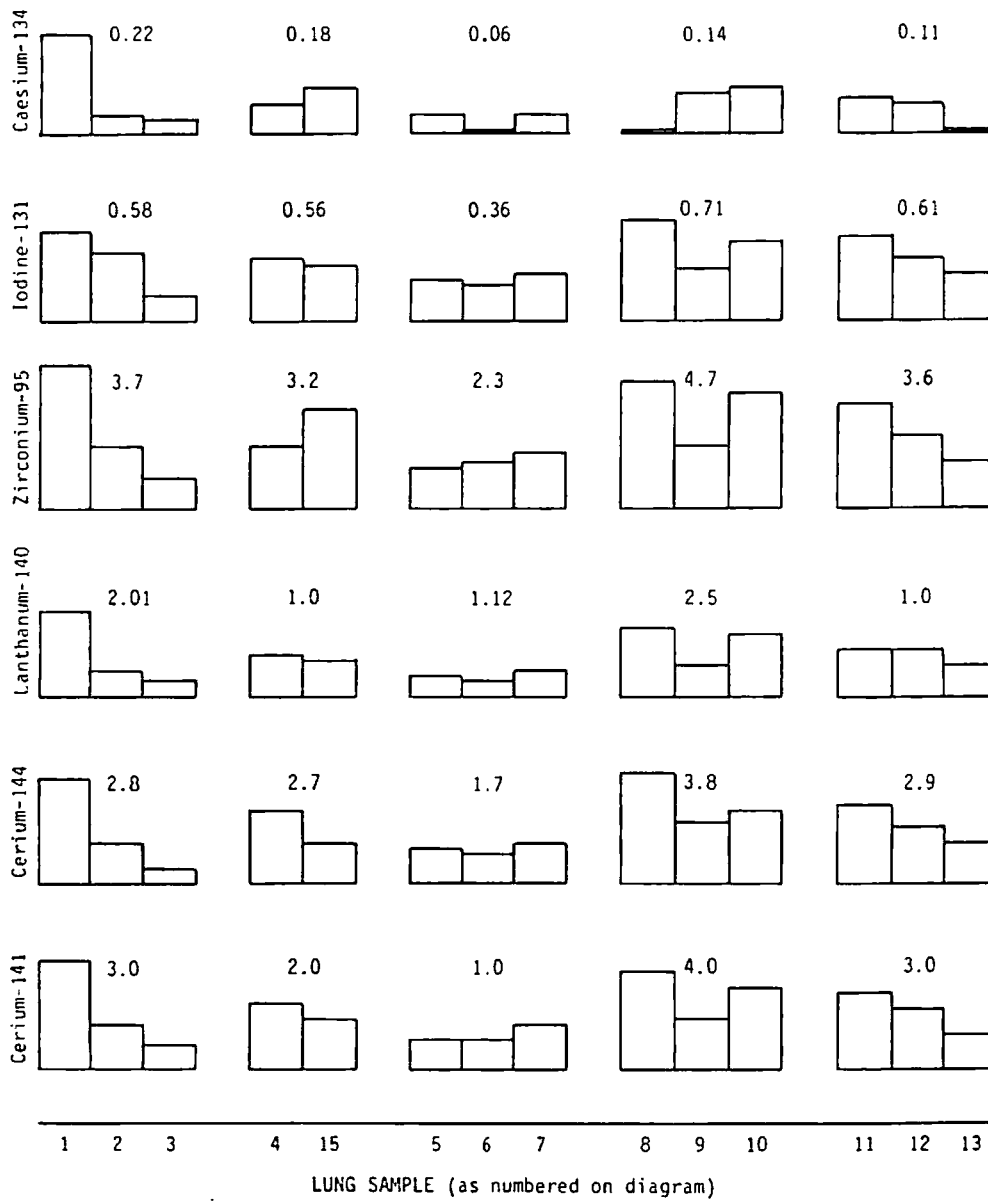 Caesium-134
0.22 0.18 0.06 0.14 0.11
Iodine-131
0.58 0.56 0.36 0.71 0.61
Zirconium-95
3.7 3.2 2.3 4.7 3.6
Lanthanum-140
2.01 1.0 1.12 2.5 1.0
Cerium-144
2.8 2.7 1.7 3.8 2.9
Cerium-141
3.0 2.0 1.0 4.0 3.0
1 2 3 4 15 5 6 7 8 9 10 11 12 13
LUNG SAMPLE (as numbered on diagram)